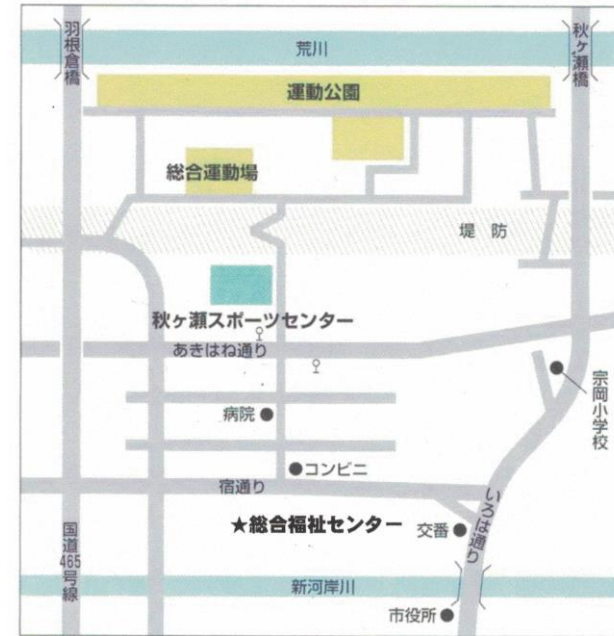 羽根倉橋
荒川
秋ヶ瀬橋
運動公園
総合運動場
堤 防
秋ヶ瀬スポーツセンター
あきはね通り
宗岡小学校
病院
コンビニ
宿通り
★総合福祉センター
交番
いろは通り
国道465号線
新河岸川
市役所